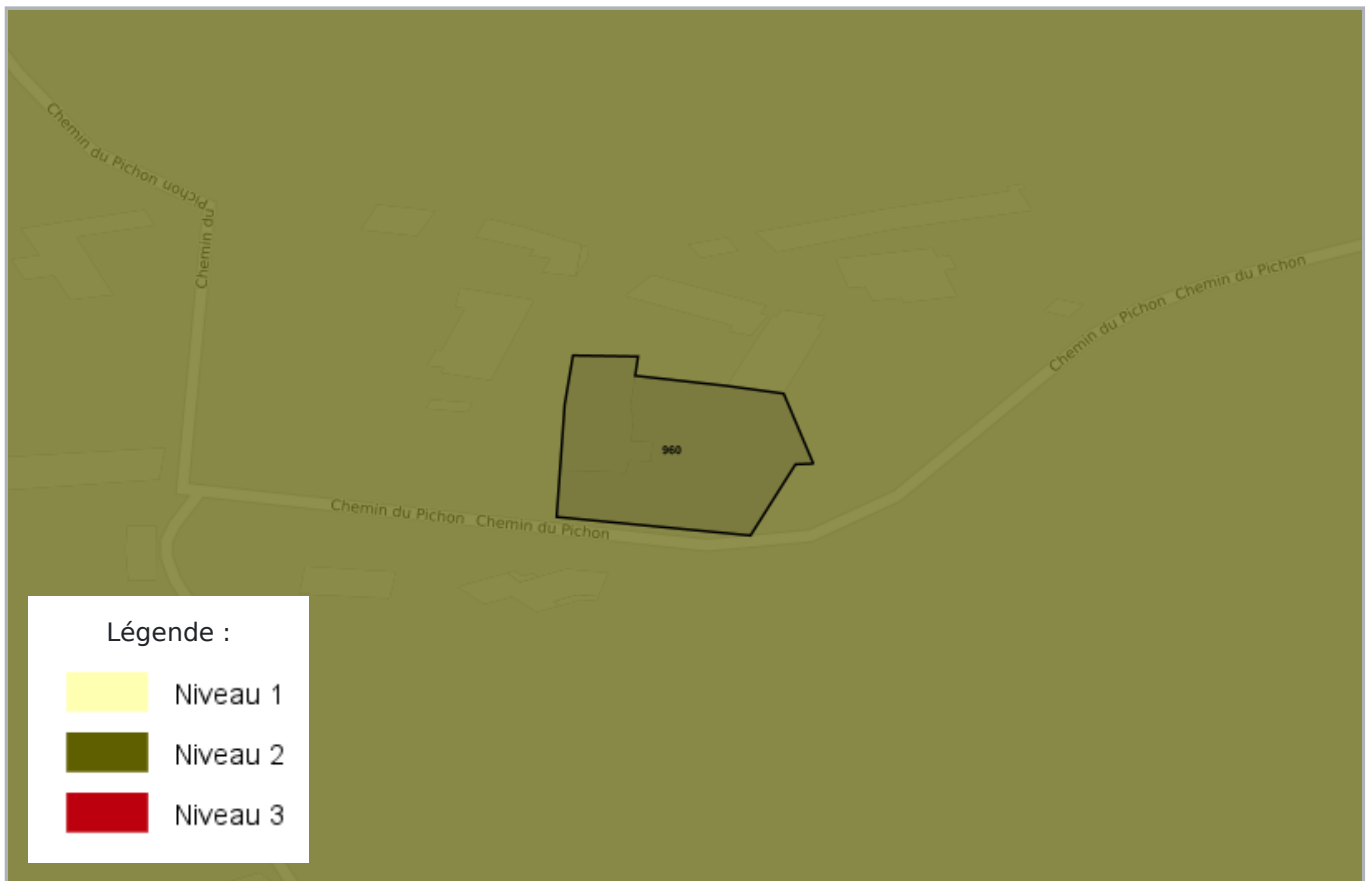 Chemin du Pichon
Pichon
Chemin du
Chemin du Pichon
Chemin du Pichon
960
Chemin du Pichon
Chemin du Pichon
Légende :
Niveau 1
Niveau 2
Niveau 3